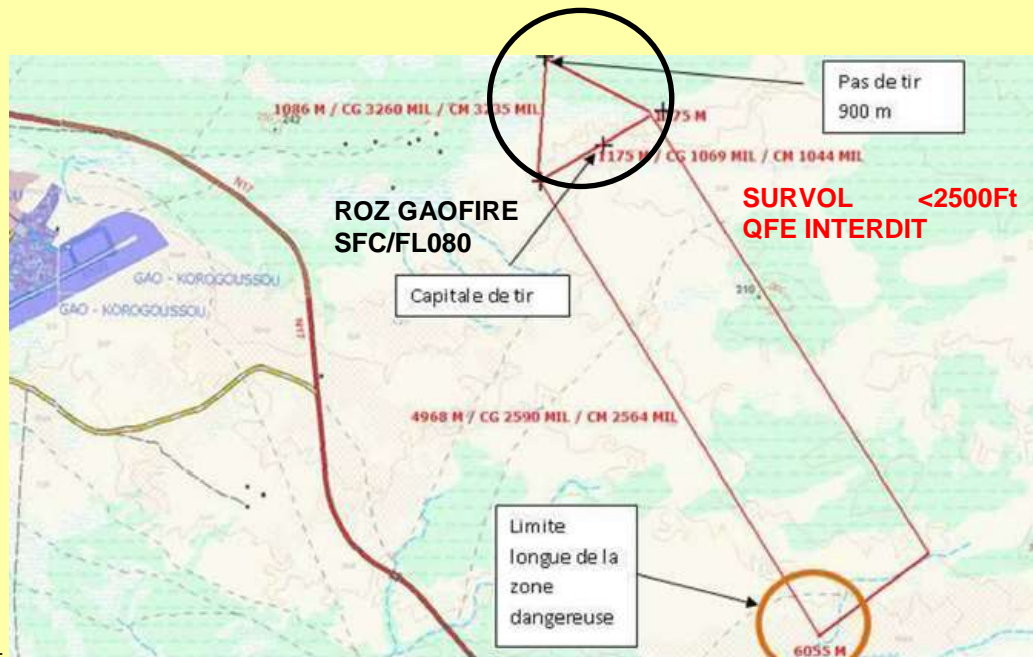 Pas de tir
900 m
1086 M / CG 3260 MIL / CM 3235 MIL
242
1175 M
1175 M / CG 1069 MIL / CM 1044 MIL
N17
ROZ GAOFIRE
SFC/FL080
SURVOL <2500Ft
QFE INTERDIT
GAO - KOROGOUSSOU
GAO - KOROGOUSSOU
Capitale de tir
210
N17
4968 M / CG 2590 MIL / CM 2564 MIL
Limite
longue de la
zone
dangereuse
6055 M